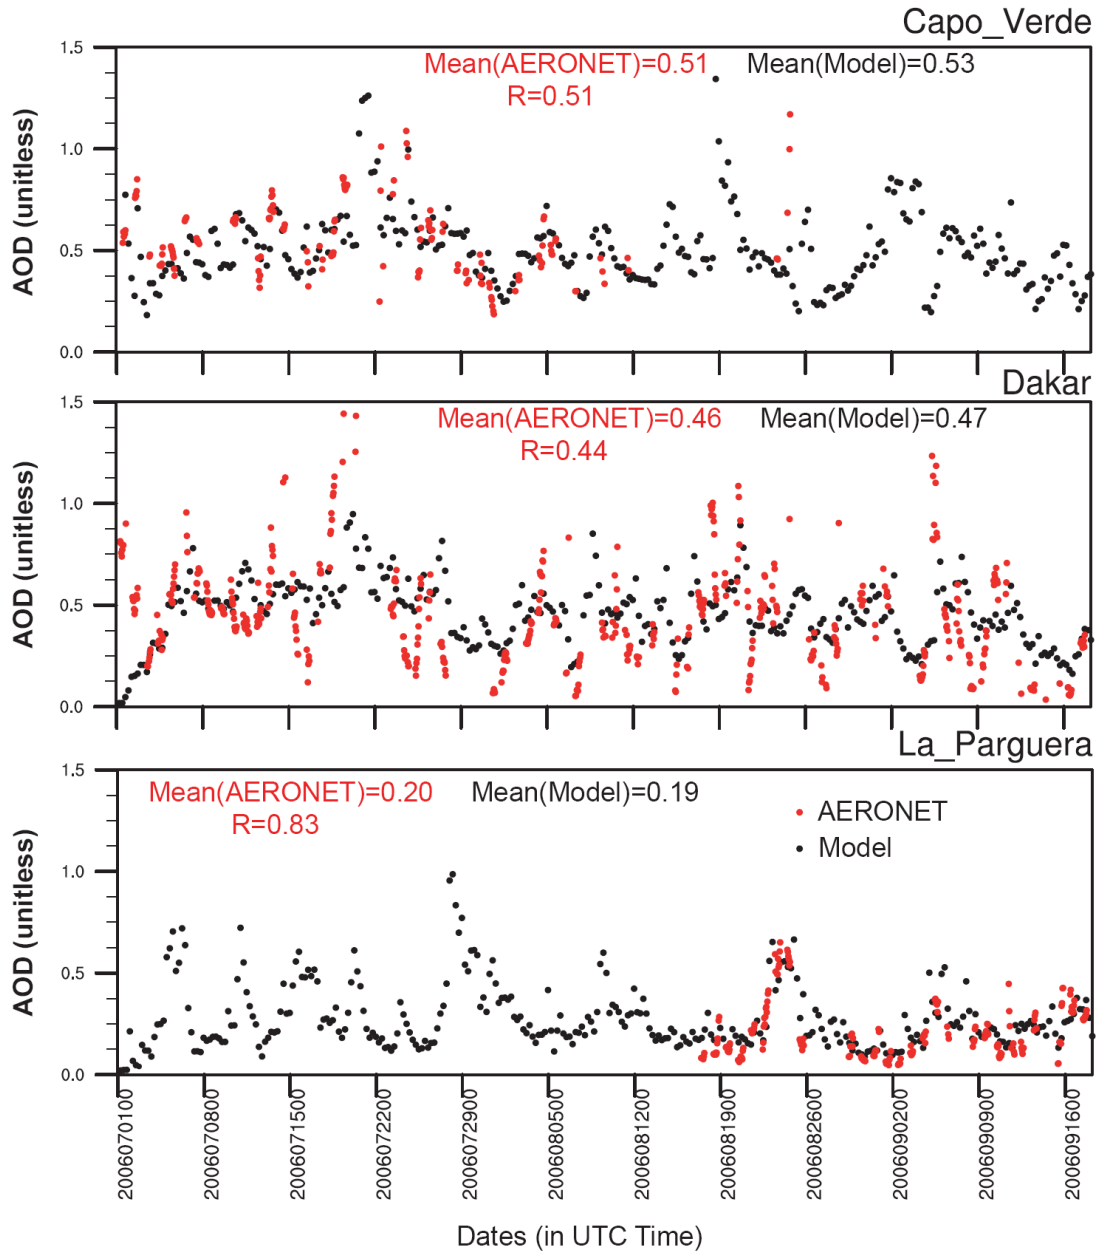 Capo_Verde
1.5
Mean(AERONET)=0.51 Mean(Model)=0.53
R=0.51
1.0
AOD (unitless)
0.5
0.0
Dakar
1.5
Mean(AERONET)=0.46 Mean(Model)=0.47
R=0.44
1.0
AOD (unitless)
0.5
0.0
La_Parguera
1.5
Mean(AERONET)=0.20 Mean(Model)=0.19
R=0.83
AERONET
Model
1.0
AOD (unitless)
0.5
0.0
2006070100
2006070800
2006071500
2006072200
2006072900
2006080500
2006081200
2006081900
2006082600
2006090200
2006090900
2006091600
Dates (in UTC Time)